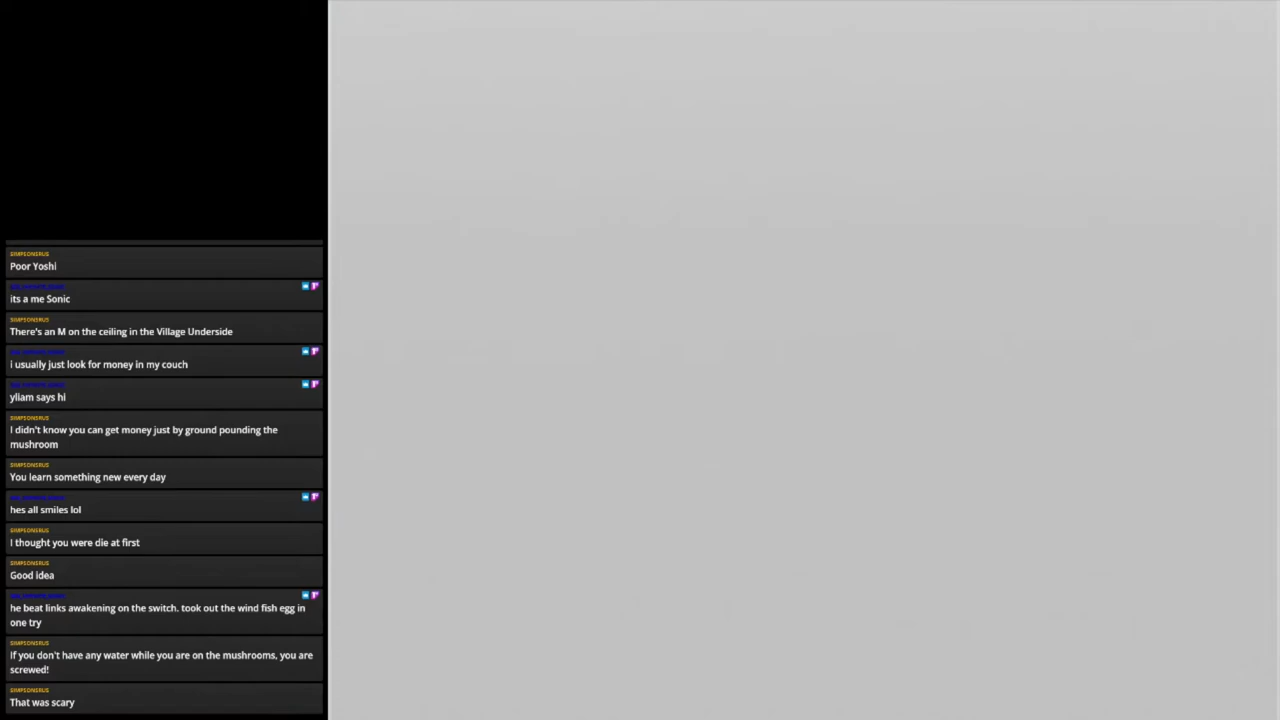 SIMPSONSRUS
Poor Yoshi
its a me Sonic
SIMPSONSRUS
There's an M on the ceiling in the Village Underside
i usually just look for money in my couch
yliam says hi
SIMPSONSRUS
I didn't know you can get money just by ground pounding the
mushroom
SIMPSONSRUS
You learn something new every day
hes all smiles lol
SIMPSONSRUS
I thought you were die at first
SIMPSONSRUS
Good idea
he beat links awakening on the switch. took out the wind fish egg in
one try
SIMPSONSRUS
If you don't have any water while you are on the mushrooms, you are
screwed!
SIMPSONSRUS
That was scary